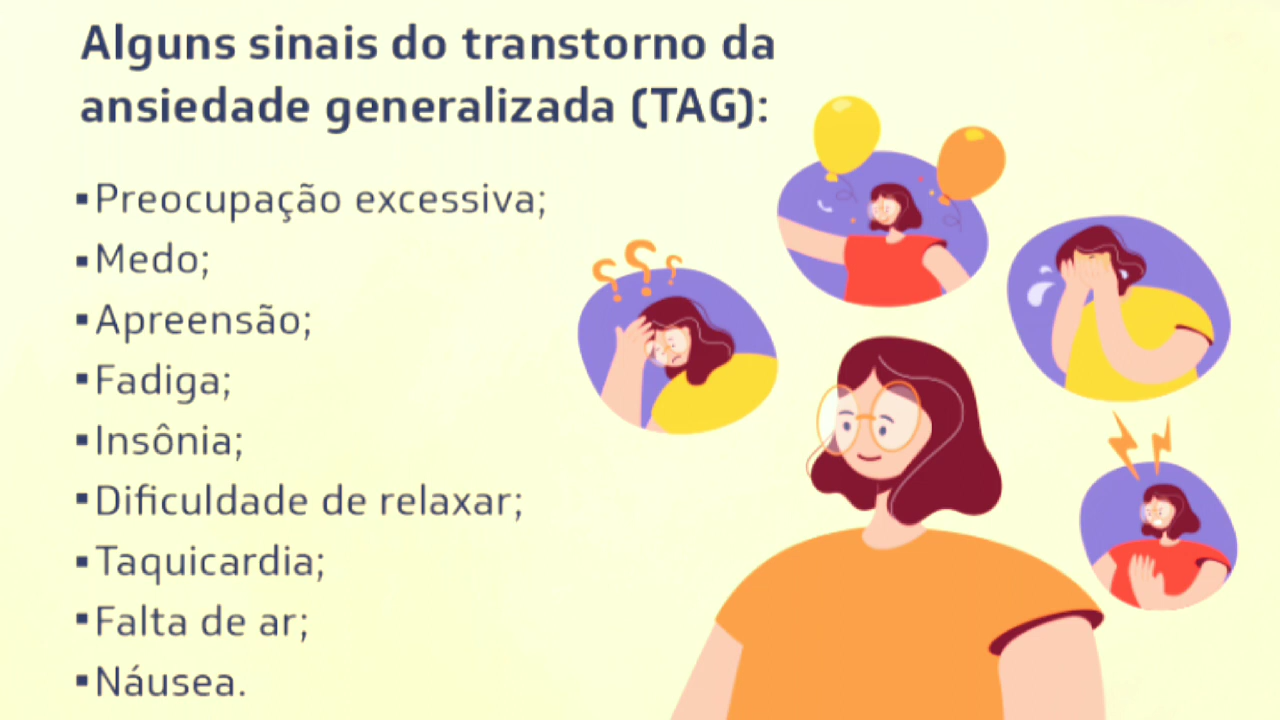 Alguns sinais do transtorno da
ansiedade generalizada (TAG):
▪Preocupação excessiva;
▪Medo;
▪Apreensão;
▪Fadiga;
▪Insônia;
▪Dificuldade de relaxar;
▪Taquicardia;
▪Falta de ar;
▪Náusea.
???